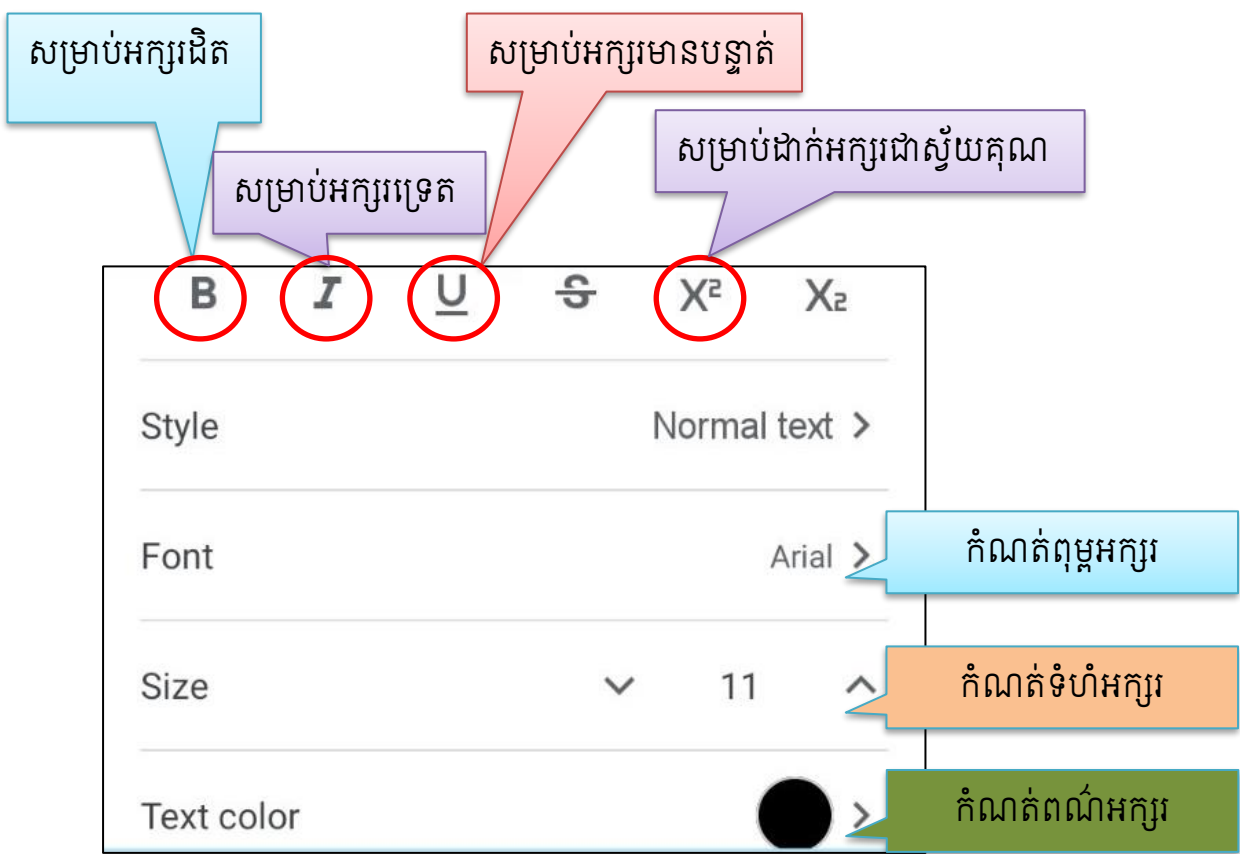 សម្រាប់អក្សរដិត
សម្រាប់អក្សរមានបន្ទាត់
សម្រាប់ដាក់អក្សរជាស្វ័យគុណ
សម្រាប់អក្សរទ្រេត
B I U S X² X₂
Style Normal text
Font Arial
កំណត់ពុម្ពអក្សរ
Size 11
កំណត់ទំហំអក្សរ
Text color
កំណត់ពណ៌អក្សរ